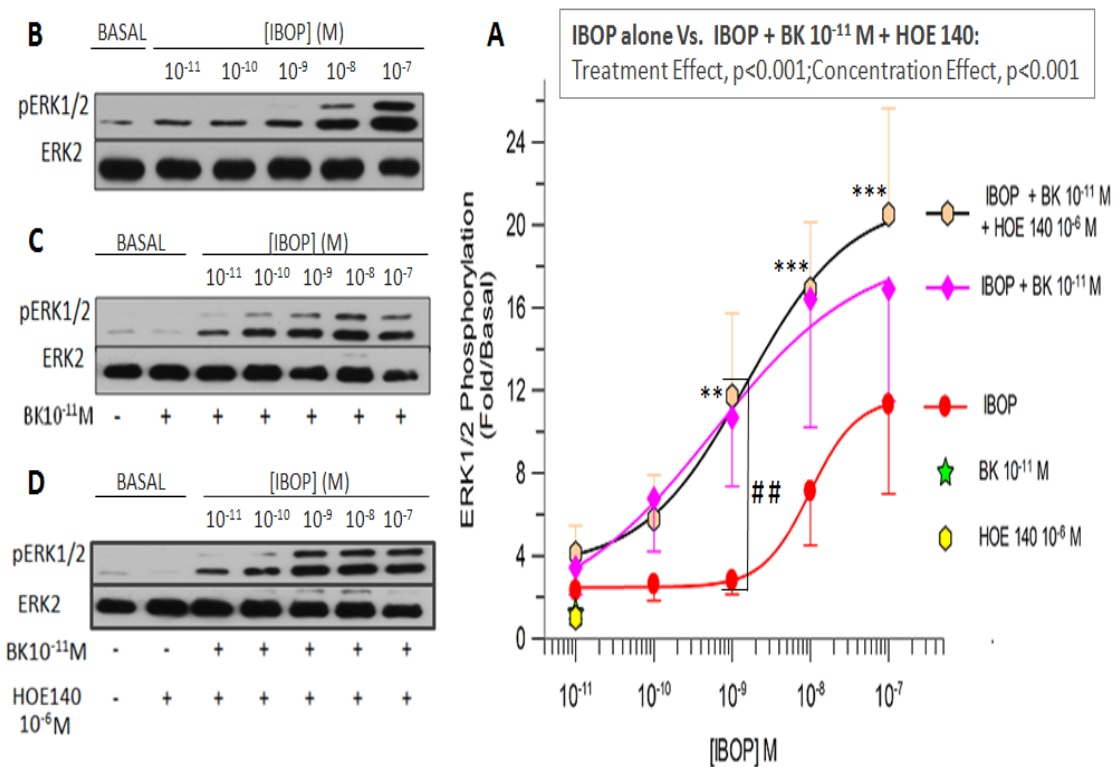 B
BASAL [IBOP] (M)
10⁻¹¹ 10⁻¹⁰ 10⁻⁹ 10⁻⁸ 10⁻⁷
pERK1/2
ERK2
C
BASAL [IBOP] (M)
10⁻¹¹ 10⁻¹⁰ 10⁻⁹ 10⁻⁸ 10⁻⁷
pERK1/2
ERK2
BK10⁻¹¹M - + + + + + +
D
BASAL [IBOP] (M)
10⁻¹¹ 10⁻¹⁰ 10⁻⁹ 10⁻⁸ 10⁻⁷
pERK1/2
ERK2
BK10⁻¹¹M - - + + + + +
HOE140 - + + + + + +
10⁻⁶M
A
IBOP alone Vs. IBOP + BK 10⁻¹¹ M + HOE 140:
Treatment Effect, p<0.001;Concentration Effect, p<0.001
ERK1/2 Phosphorylation
(Fold/Basal)
24
20
16
12
8
4
0
***
***
**
##
IBOP + BK 10⁻¹¹ M
+ HOE 140 10⁻⁶ M
IBOP + BK 10⁻¹¹ M
IBOP
BK 10⁻¹¹ M
HOE 140 10⁻⁶ M
10⁻¹¹ 10⁻¹⁰ 10⁻⁹ 10⁻⁸ 10⁻⁷
[IBOP] M